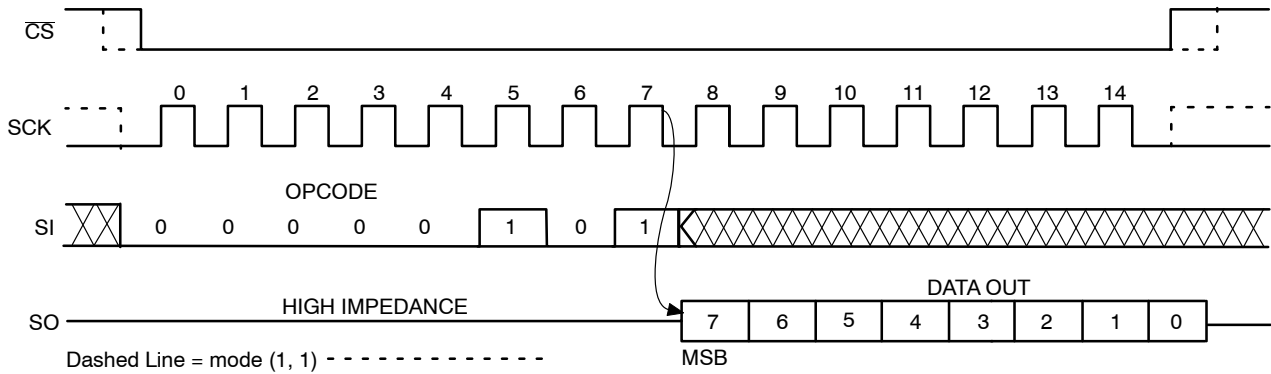 CS
0 1 2 3 4 5 6 7 8 9 10 11 12 13 14
SCK
OPCODE
SI 0 0 0 0 0 1 0 1
DATA OUT
HIGH IMPEDANCE
SO 7 6 5 4 3 2 1 0
Dashed Line = mode (1, 1) MSB